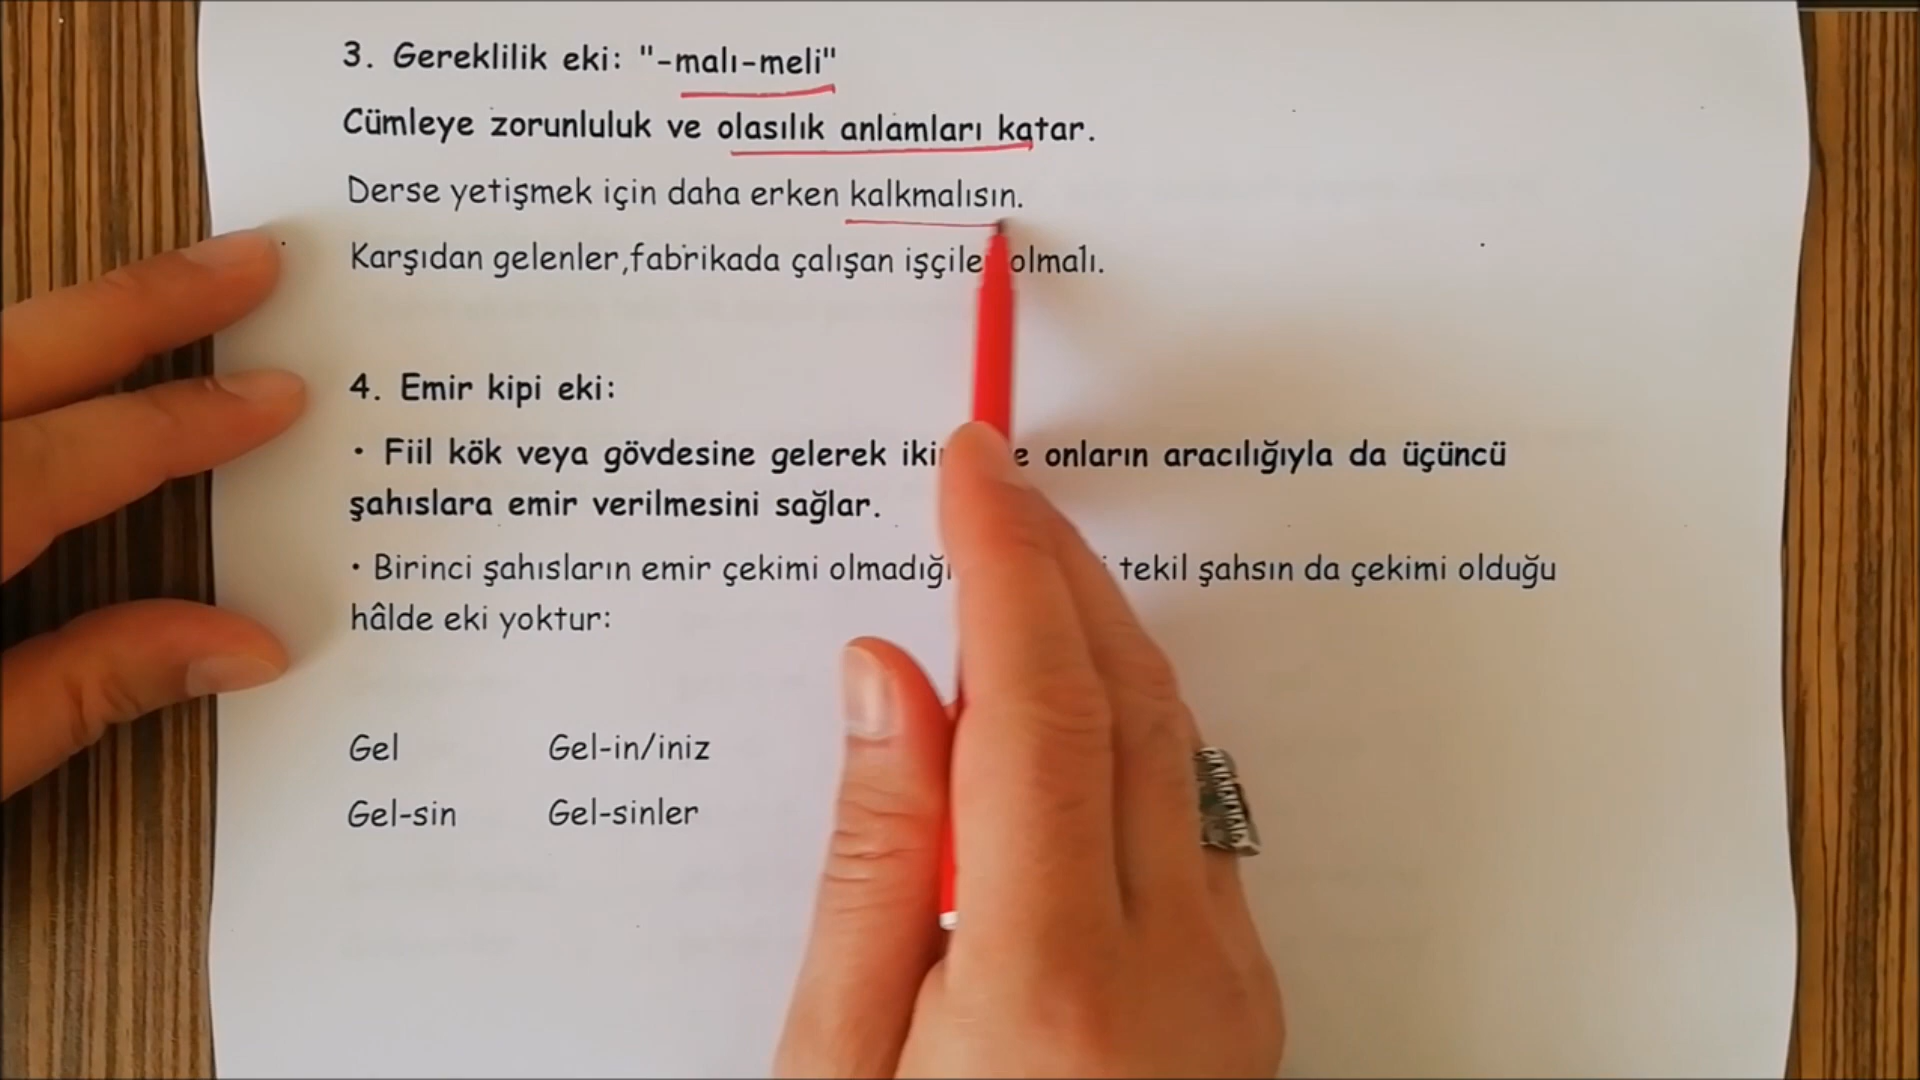 3. Gereklilik eki: "-malı-meli"
Cümleye zorunluluk ve olasılık anlamları katar.
Derse yetişmek için daha erken kalkmalısın.
Karşıdan gelenler,fabrikada çalışan işçiler olmalı.
4. Emir kipi eki:
• Fiil kök veya gövdesine gelerek onların aracılığıyla da üçüncü
şahıslara emir verilmesini sağlar.
• Birinci şahısların emir çekimi tekil şahsın da çekimi olduğu
hâlde eki yoktur:
Gel Gel-in/iniz
Gel-sin Gel-sinler